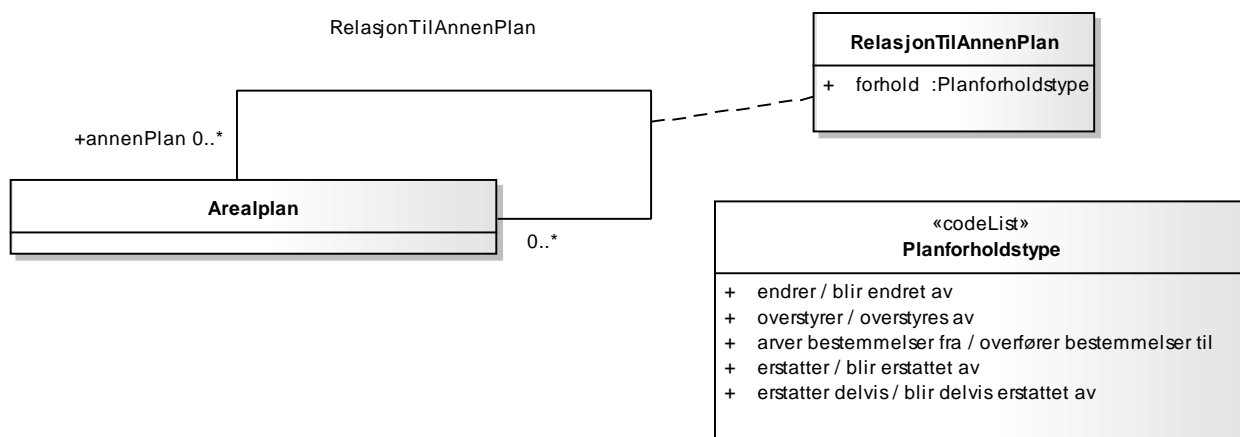 RelasjonTilAnnenPlan
RelasjonTilAnnenPlan
+ forhold :Planforholdstype
+annenPlan 0..*
Arealplan
0..*
«codeList»
Planforholdstype
+ endrer / blir endret av
+ overstyrer / overstyres av
+ arver bestemmelser fra / overfører bestemmelser til
+ erstatter / blir erstattet av
+ erstatter delvis / blir delvis erstattet av